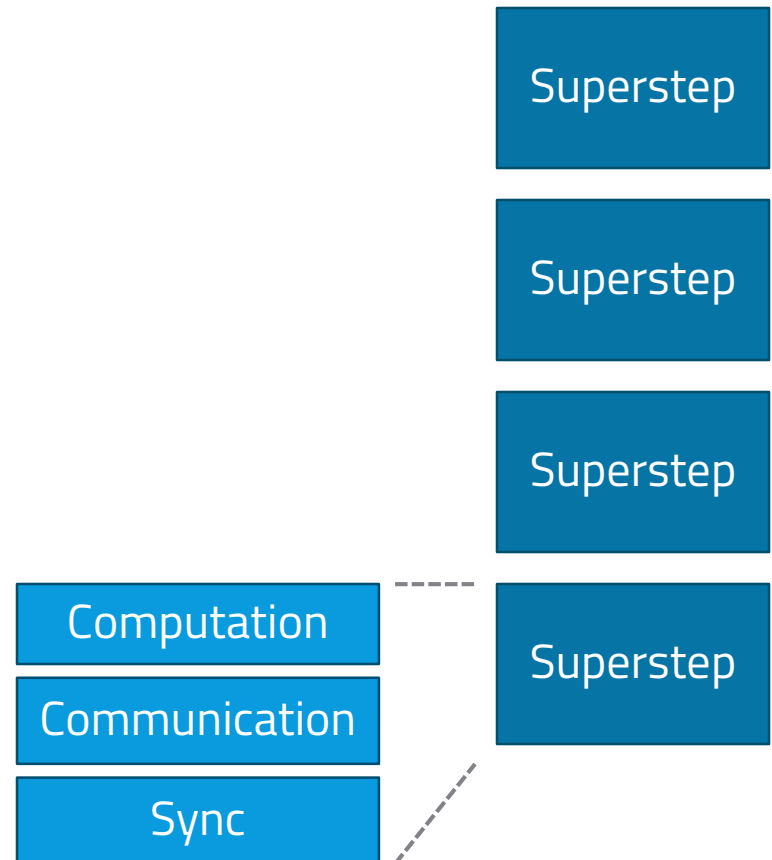 Superstep
Superstep
Superstep
Superstep
Computation
Communication
Sync